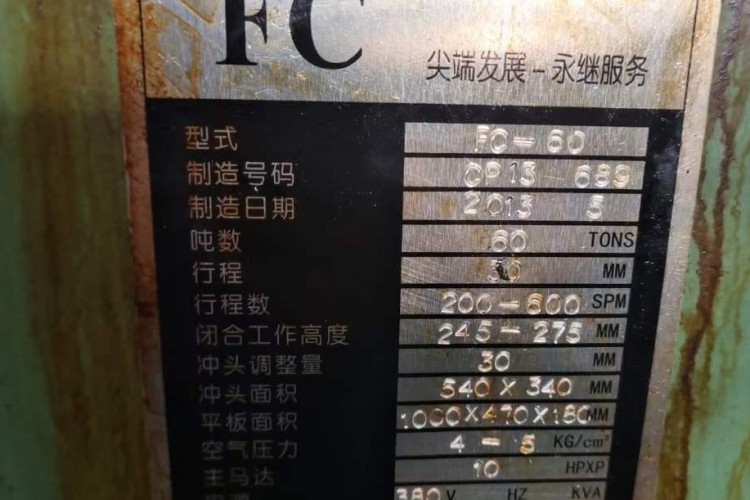 FC
尖端发展－永继服务
型式 FC-60
制造号码 CP13-689
制造日期 2013 5
吨数 60 TONS
行程 30 MM
行程数 200-600 SPM
闭合工作高度 245-275 MM
冲头调整量 30 MM
冲头面积 540X340 MM
平板面积 1000X470X150MM
空气压力 4-5 KG/cm²
主马达 10 HPXP
380 V HZ KVA